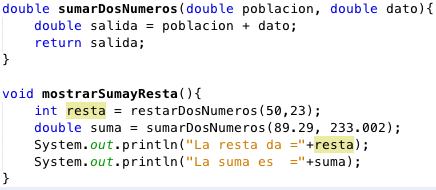 double sumarDosNumeros(double poblacion, double dato){
    double salida = poblacion + dato;
    return salida;
}

void mostrarSumayResta(){
    int resta = restarDosNumeros(50,23);
    double suma = sumarDosNumeros(89.29, 233.002);
    System.out.println("La resta da ="+resta);
    System.out.println("La suma es  ="+suma);
}